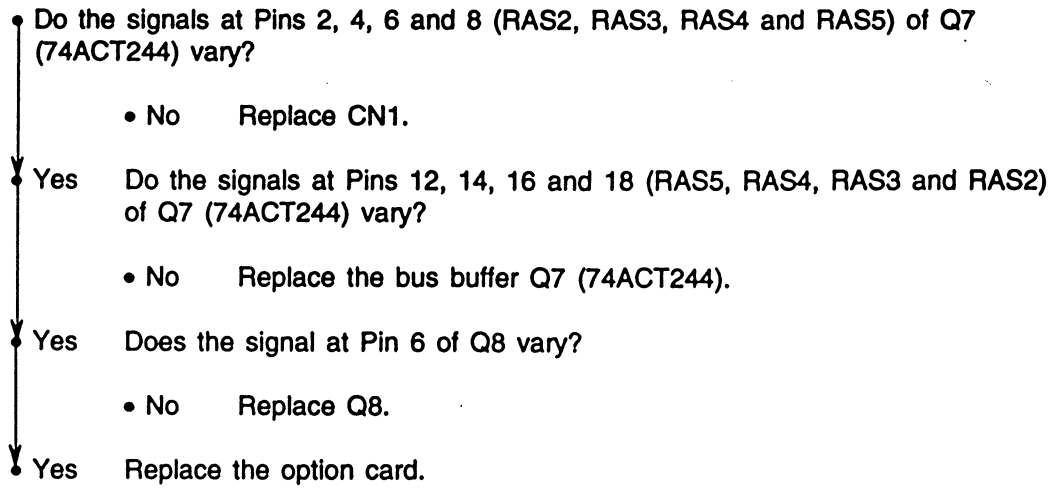 • Do the signals at Pins 2, 4, 6 and 8 (RAS2, RAS3, RAS4 and RAS5) of Q7
(74ACT244) vary?
• No Replace CN1.
Yes Do the signals at Pins 12, 14, 16 and 18 (RAS5, RAS4, RAS3 and RAS2)
of Q7 (74ACT244) vary?
• No Replace the bus buffer Q7 (74ACT244).
Yes Does the signal at Pin 6 of Q8 vary?
• No Replace Q8.
Yes Replace the option card.